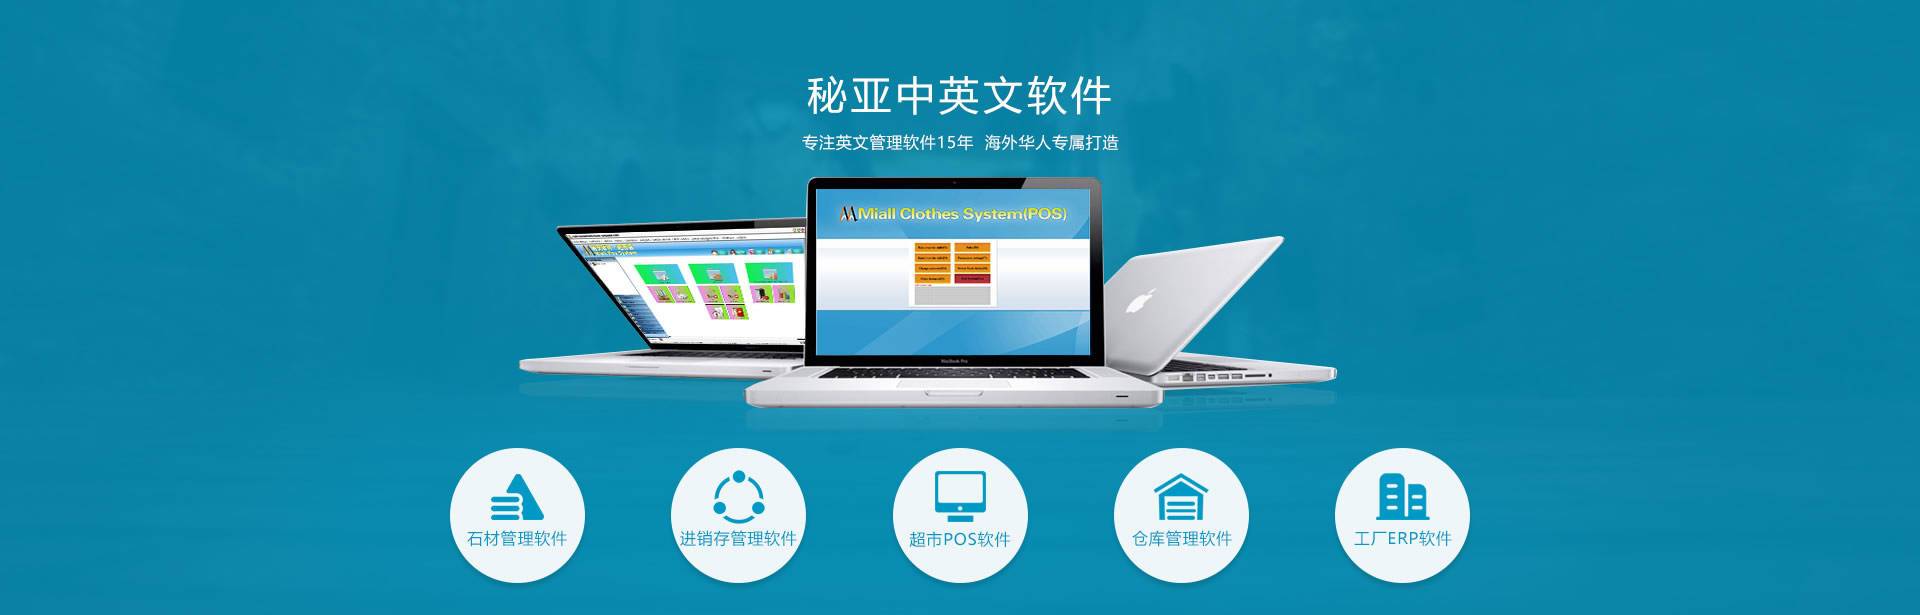 秘亚中英文软件
专注英文管理软件15年 海外华人专属打造
Miall Clothes System(POS)
MacBook Pro
石材管理软件
进销存管理软件
超市POS软件
仓库管理软件
工厂ERP软件